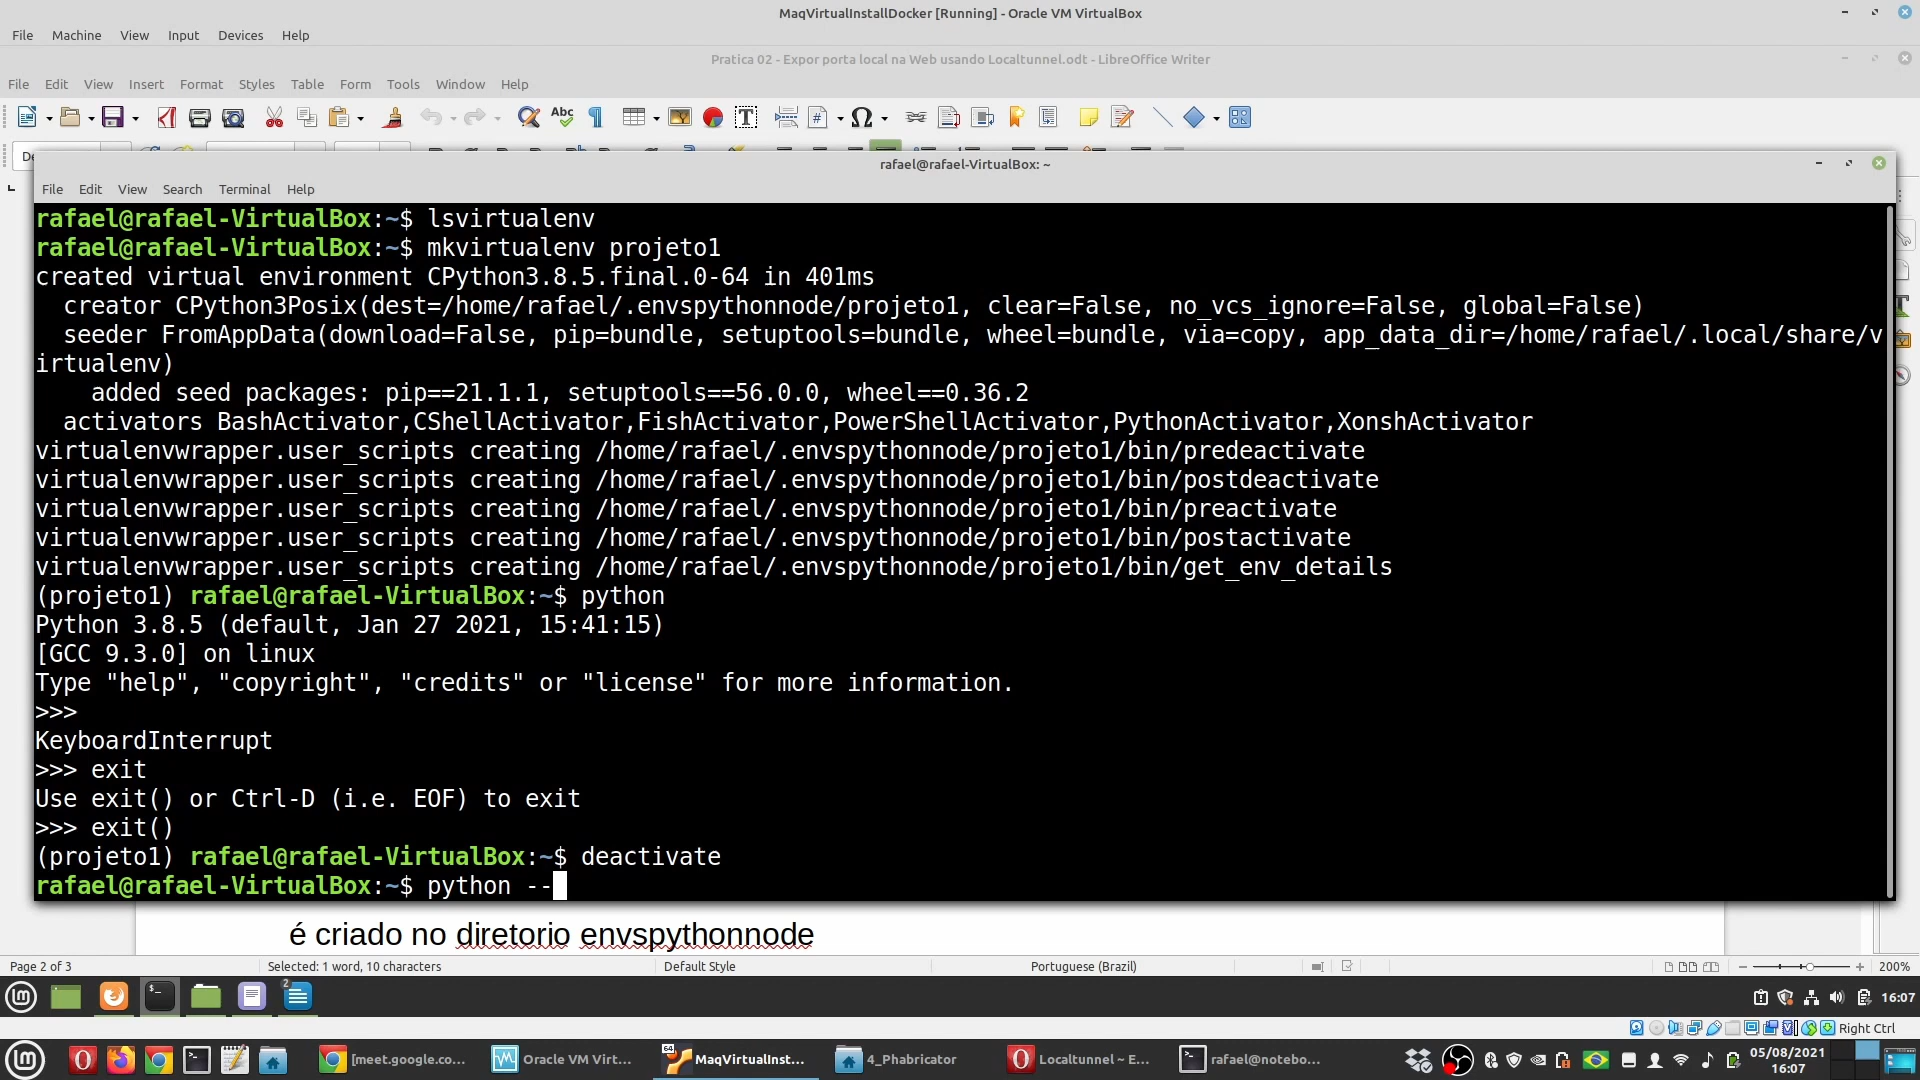 MaqVirtualInstallDocker [Running] - Oracle VM VirtualBox
File Machine View Input Devices Help
Pratica 02 - Expor porta local na Web usando Localtunnel.odt - LibreOffice Writer
File Edit View Insert Format Styles Table Form Tools Window Help
rafael@rafael-VirtualBox: ~
File Edit View Search Terminal Help
rafael@rafael-VirtualBox:~$ lsvirtualenv
rafael@rafael-VirtualBox:~$ mkvirtualenv projeto1
created virtual environment CPython3.8.5.final.0-64 in 401ms
creator CPython3Posix(dest=/home/rafael/.envspythonnode/projeto1, clear=False, no_vcs_ignore=False, global=False)
seeder FromAppData(download=False, pip=bundle, setuptools=bundle, wheel=bundle, via=copy, app_data_dir=/home/rafael/.local/share/v
irtualenv)
added seed packages: pip==21.1.1, setuptools==56.0.0, wheel==0.36.2
activators BashActivator,CShellActivator,FishActivator,PowerShellActivator,PythonActivator,XonshActivator
virtualenvwrapper.user_scripts creating /home/rafael/.envspythonnode/projeto1/bin/predeactivate
virtualenvwrapper.user_scripts creating /home/rafael/.envspythonnode/projeto1/bin/postdeactivate
virtualenvwrapper.user_scripts creating /home/rafael/.envspythonnode/projeto1/bin/preactivate
virtualenvwrapper.user_scripts creating /home/rafael/.envspythonnode/projeto1/bin/postactivate
virtualenvwrapper.user_scripts creating /home/rafael/.envspythonnode/projeto1/bin/get_env_details
(projeto1) rafael@rafael-VirtualBox:~$ python
Python 3.8.5 (default, Jan 27 2021, 15:41:15)
[GCC 9.3.0] on linux
Type "help", "copyright", "credits" or "license" for more information.
>>>
KeyboardInterrupt
>>> exit
Use exit() or Ctrl-D (i.e. EOF) to exit
>>> exit()
(projeto1) rafael@rafael-VirtualBox:~$ deactivate
rafael@rafael-VirtualBox:~$ python --
é criado no diretorio envspythonnode
Page 2 of 3 Selected: 1 word, 10 characters Default Style Portuguese (Brazil) 200%
16:07
Right Ctrl
[meet.google.co... Oracle VM Virt... MaqVirtualInst... 4_Phabricator Localtunnel ~ E... rafael@notebo... 05/08/2021
16:07